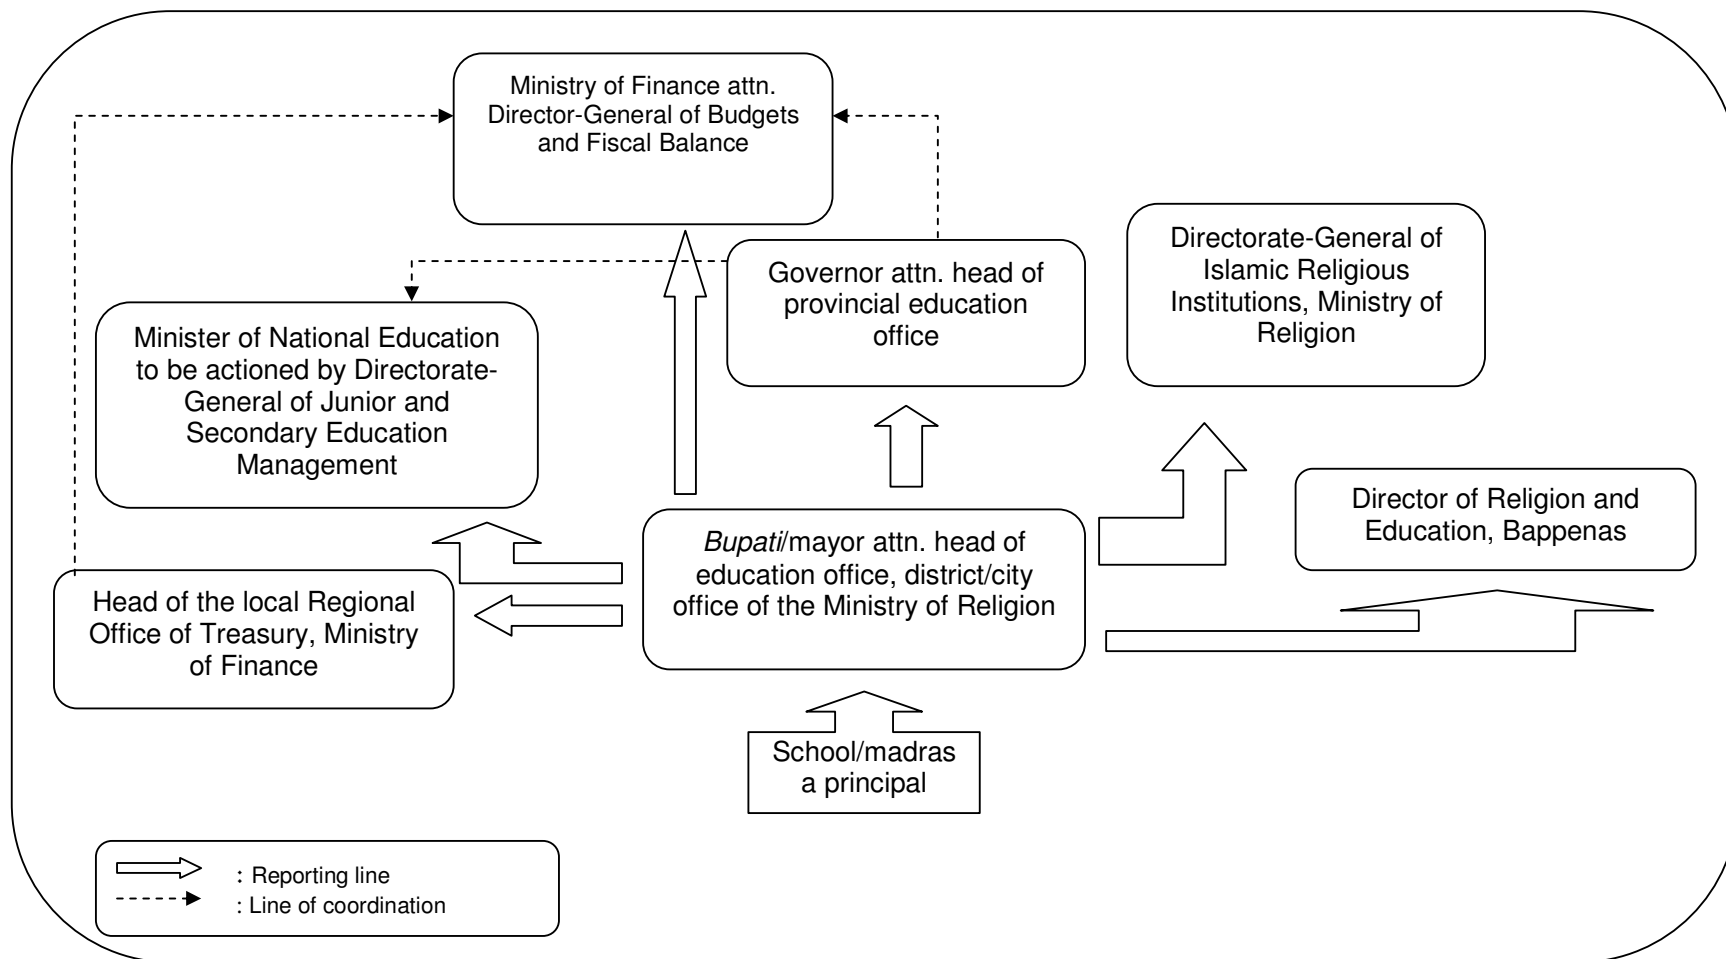 Ministry of Finance attn.
Director-General of Budgets
and Fiscal Balance
Governor attn. head of
provincial education
office
Directorate-General of
Islamic Religious
Institutions, Ministry of
Religion
Minister of National Education
to be actioned by Directorate-
General of Junior and
Secondary Education
Management
Director of Religion and
Education, Bappenas
Bupati/mayor attn. head of
education office, district/city
office of the Ministry of Religion
Head of the local Regional
Office of Treasury, Ministry
of Finance
School/madras
a principal
: Reporting line
: Line of coordination